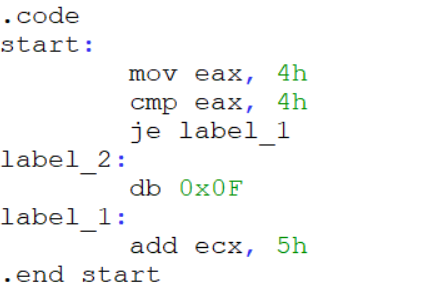 .code
start:
mov eax, 4h
cmp eax, 4h
je label_1
label_2:
db 0x0F
label_1:
add ecx, 5h
.end start